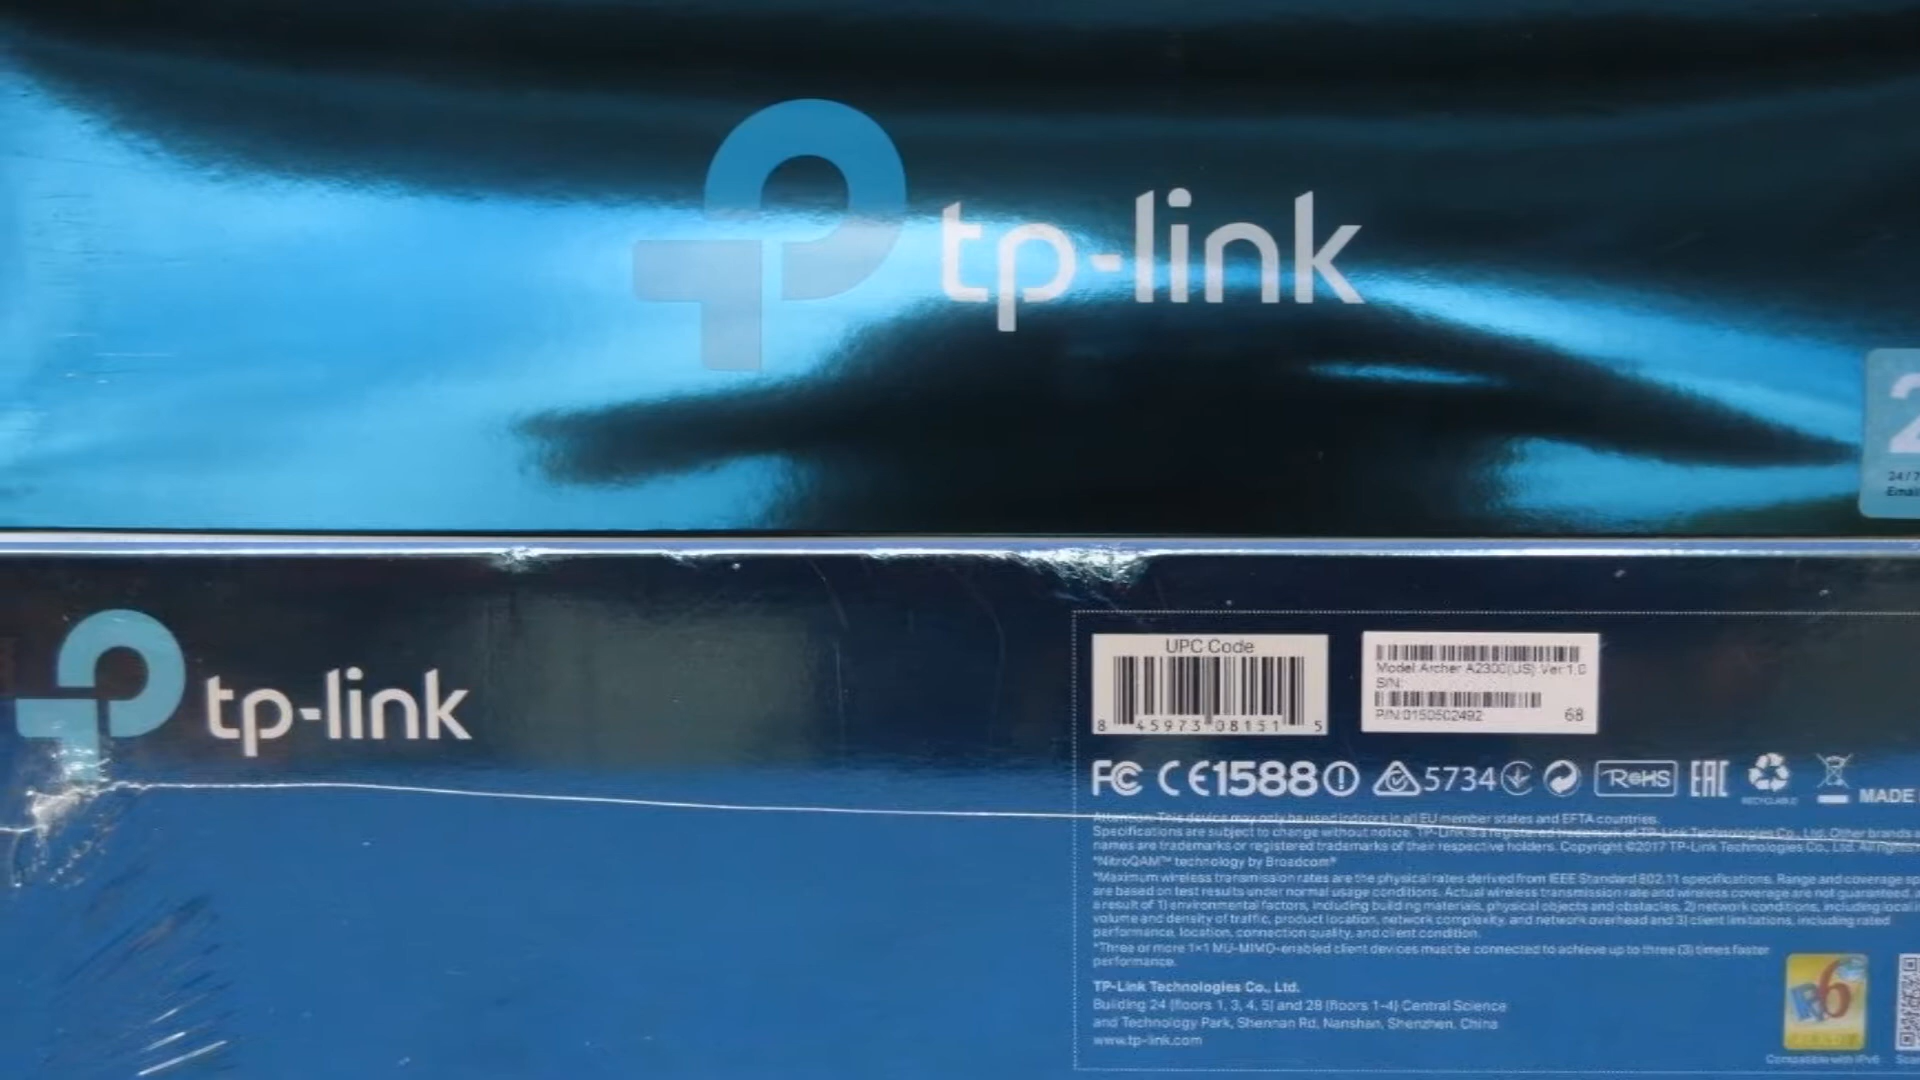 tp-link
2
24/7
Email
tp-link
UPC Code
8 45973 08151 5
Model Archer A2300(US) Ver 1.0
S/N:
P/N:0150502492 68
FC CE1588 5734 RoHS EAC
RECYCLABLE
MADE
Attention: This device may only be used indoors in all EU member states and EFTA countries.
Specifications are subject to change without notice. TP-Link is a registered trademark of TP-Link Technologies Co., Ltd. Other brands
names are trademarks or registered trademarks of their respective holders. Copyright ©2017 TP-Link Technologies Co., Ltd. All rights
*NitroQAM™ technology by Broadcom®
*Maximum wireless transmission rates are the physical rates derived from IEEE Standard 802.11 specifications. Range and coverage
are based on test results under normal usage conditions. Actual wireless transmission rate and wireless coverage are not guaranteed,
a result of 1) environmental factors, including building materials, physical objects and obstacles, 2) network conditions, including local
volume and density of traffic, product location, network complexity, and network overhead and 3) client limitations, including rated
performance, location, connection quality, and client condition.
*Three or more 1×1 MU-MIMO-enabled client devices must be connected to achieve up to three (3) times faster
performance.
TP-Link Technologies Co., Ltd.
Building 24 (floors 1, 3, 4, 5) and 28 (floors 1-4) Central Science
and Technology Park, Shennan Rd, Nanshan, Shenzhen, China
www.tp-link.com
IPv6
Compatible with IPv6